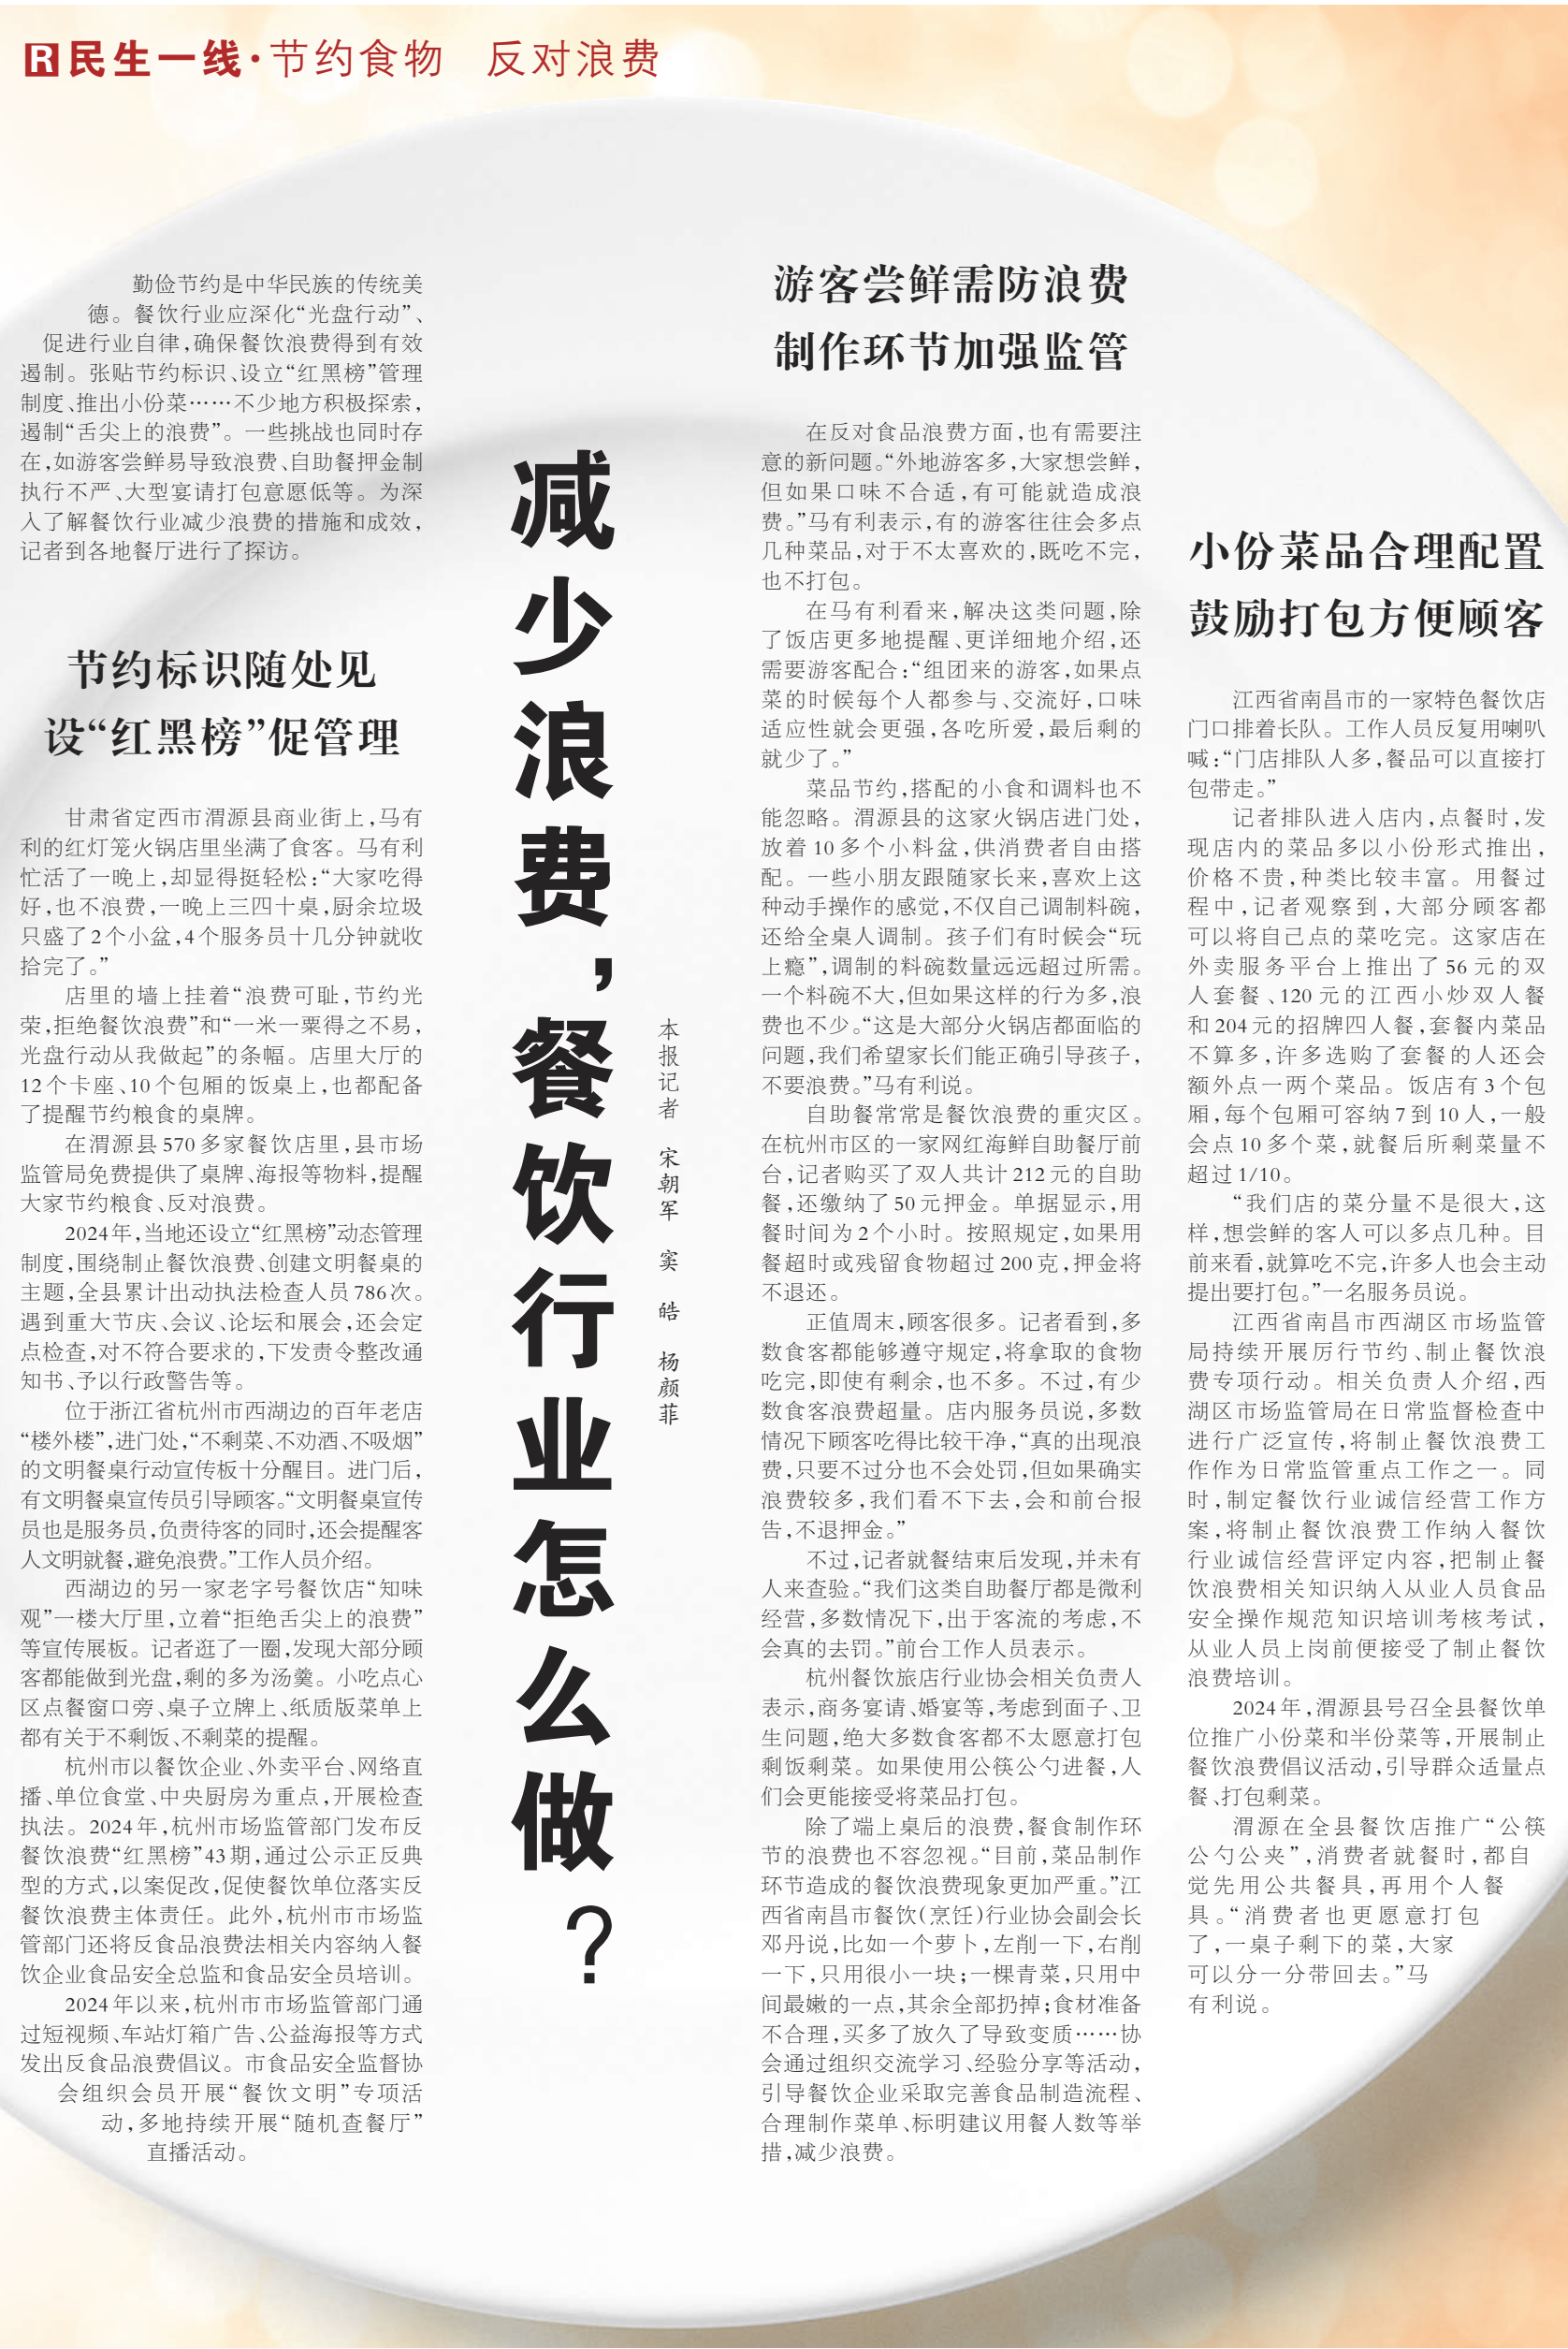 R民生一线·节约食物 反对浪费
减少浪费，餐饮行业怎么做？
本报记者 宋朝军 窦皓 杨颜菲
勤俭节约是中华民族的传统美
德。餐饮行业应深化“光盘行动”、
促进行业自律，确保餐饮浪费得到有效
遏制。张贴节约标识、设立“红黑榜”管理
制度、推出小份菜……不少地方积极探索，
遏制“舌尖上的浪费”。一些挑战也同时存
在，如游客尝鲜易导致浪费、自助餐押金制
执行不严、大型宴请打包意愿低等。为深
入了解餐饮行业减少浪费的措施和成效，
记者到各地餐厅进行了探访。
节约标识随处见
设“红黑榜”促管理
甘肃省定西市渭源县商业街上，马有
利的红灯笼火锅店里坐满了食客。马有利
忙活了一晚上，却显得挺轻松：“大家吃得
好，也不浪费，一晚上三四十桌，厨余垃圾
只盛了2个小盆，4个服务员十几分钟就收
拾完了。”
店里的墙上挂着“浪费可耻，节约光
荣，拒绝餐饮浪费”和“一米一粟得之不易，
光盘行动从我做起”的条幅。店里大厅的
12个卡座、10个包厢的饭桌上，也都配备
了提醒节约粮食的桌牌。
在渭源县570多家餐饮店里，县市场
监管局免费提供了桌牌、海报等物料，提醒
大家节约粮食、反对浪费。
2024年，当地还设立“红黑榜”动态管理
制度，围绕制止餐饮浪费、创建文明餐桌的
主题，全县累计出动执法检查人员786次。
遇到重大节庆、会议、论坛和展会，还会定
点检查，对不符合要求的，下发责令整改通
知书、予以行政警告等。
位于浙江省杭州市西湖边的百年老店
“楼外楼”，进门处，“不剩菜、不劝酒、不吸烟”
的文明餐桌行动宣传板十分醒目。进门后，
有文明餐桌宣传员引导顾客。“文明餐桌宣传
员也是服务员，负责待客的同时，还会提醒客
人文明就餐，避免浪费。”工作人员介绍。
西湖边的另一家老字号餐饮店“知味
观”一楼大厅里，立着“拒绝舌尖上的浪费”
等宣传展板。记者逛了一圈，发现大部分顾
客都能做到光盘，剩的多为汤羹。小吃点心
区点餐窗口旁、桌子立牌上、纸质版菜单上
都有关于不剩饭、不剩菜的提醒。
杭州市以餐饮企业、外卖平台、网络直
播、单位食堂、中央厨房为重点，开展检查
执法。2024年，杭州市场监管部门发布反
餐饮浪费“红黑榜”43期，通过公示正反典
型的方式，以案促改，促使餐饮单位落实反
餐饮浪费主体责任。此外，杭州市市场监
管部门还将反食品浪费法相关内容纳入餐
饮企业食品安全总监和食品安全员培训。
2024年以来，杭州市市场监管部门通
过短视频、车站灯箱广告、公益海报等方式
发出反食品浪费倡议。市食品安全监督协
会组织会员开展“餐饮文明”专项活
动，多地持续开展“随机查餐厅”
直播活动。
游客尝鲜需防浪费
制作环节加强监管
在反对食品浪费方面，也有需要注
意的新问题。“外地游客多，大家想尝鲜，
但如果口味不合适，有可能就造成浪
费。”马有利表示，有的游客往往会多点
几种菜品，对于不太喜欢的，既吃不完，
也不打包。
在马有利看来，解决这类问题，除
了饭店更多地提醒、更详细地介绍，还
需要游客配合：“组团来的游客，如果点
菜的时候每个人都参与、交流好，口味
适应性就会更强，各吃所爱，最后剩的
就少了。”
菜品节约，搭配的小食和调料也不
能忽略。渭源县的这家火锅店进门处，
放着10多个小料盆，供消费者自由搭
配。一些小朋友跟随家长来，喜欢上这
种动手操作的感觉，不仅自己调制料碗，
还给全桌人调制。孩子们有时候会“玩
上瘾”，调制的料碗数量远远超过所需。
一个料碗不大，但如果这样的行为多，浪
费也不少。“这是大部分火锅店都面临的
问题，我们希望家长们能正确引导孩子，
不要浪费。”马有利说。
自助餐常常是餐饮浪费的重灾区。
在杭州市区的一家网红海鲜自助餐厅前
台，记者购买了双人共计212元的自助
餐，还缴纳了50元押金。单据显示，用
餐时间为2个小时。按照规定，如果用
餐超时或残留食物超过200克，押金将
不退还。
正值周末，顾客很多。记者看到，多
数食客都能够遵守规定，将拿取的食物
吃完，即使有剩余，也不多。不过，有少
数食客浪费超量。店内服务员说，多数
情况下顾客吃得比较干净，“真的出现浪
费，只要不过分也不会处罚，但如果确实
浪费较多，我们看不下去，会和前台报
告，不退押金。”
不过，记者就餐结束后发现，并未有
人来查验。“我们这类自助餐厅都是微利
经营，多数情况下，出于客流的考虑，不
会真的去罚。”前台工作人员表示。
杭州餐饮旅店行业协会相关负责人
表示，商务宴请、婚宴等，考虑到面子、卫
生问题，绝大多数食客都不太愿意打包
剩饭剩菜。如果使用公筷公勺进餐，人
们会更能接受将菜品打包。
除了端上桌后的浪费，餐食制作环
节的浪费也不容忽视。“目前，菜品制作
环节造成的餐饮浪费现象更加严重。”江
西省南昌市餐饮（烹饪）行业协会副会长
邓丹说，比如一个萝卜，左削一下，右削
一下，只用很小一块；一棵青菜，只用中
间最嫩的一点，其余全部扔掉；食材准备
不合理，买多了放久了导致变质……协
会通过组织交流学习、经验分享等活动，
引导餐饮企业采取完善食品制造流程、
合理制作菜单、标明建议用餐人数等举
措，减少浪费。
小份菜品合理配置
鼓励打包方便顾客
江西省南昌市的一家特色餐饮店
门口排着长队。工作人员反复用喇叭
喊：“门店排队人多，餐品可以直接打
包带走。”
记者排队进入店内，点餐时，发
现店内的菜品多以小份形式推出，
价格不贵，种类比较丰富。用餐过
程中，记者观察到，大部分顾客都
可以将自己点的菜吃完。这家店在
外卖服务平台上推出了56元的双
人套餐、120元的江西小炒双人餐
和204元的招牌四人餐，套餐内菜品
不算多，许多选购了套餐的人还会
额外点一两个菜品。饭店有3个包
厢，每个包厢可容纳7到10人，一般
会点10多个菜，就餐后所剩菜量不
超过1/10。
“我们店的菜分量不是很大，这
样，想尝鲜的客人可以多点几种。目
前来看，就算吃不完，许多人也会主动
提出要打包。”一名服务员说。
江西省南昌市西湖区市场监管
局持续开展厉行节约、制止餐饮浪
费专项行动。相关负责人介绍，西
湖区市场监管局在日常监督检查中
进行广泛宣传，将制止餐饮浪费工
作作为日常监管重点工作之一。同
时，制定餐饮行业诚信经营工作方
案，将制止餐饮浪费工作纳入餐饮
行业诚信经营评定内容，把制止餐
饮浪费相关知识纳入从业人员食品
安全操作规范知识培训考核考试，
从业人员上岗前便接受了制止餐饮
浪费培训。
2024年，渭源县号召全县餐饮单
位推广小份菜和半份菜等，开展制止
餐饮浪费倡议活动，引导群众适量点
餐、打包剩菜。
渭源在全县餐饮店推广“公筷
公勺公夹”，消费者就餐时，都自
觉先用公共餐具，再用个人餐
具。“消费者也更愿意打包
了，一桌子剩下的菜，大家
可以分一分带回去。”马
有利说。